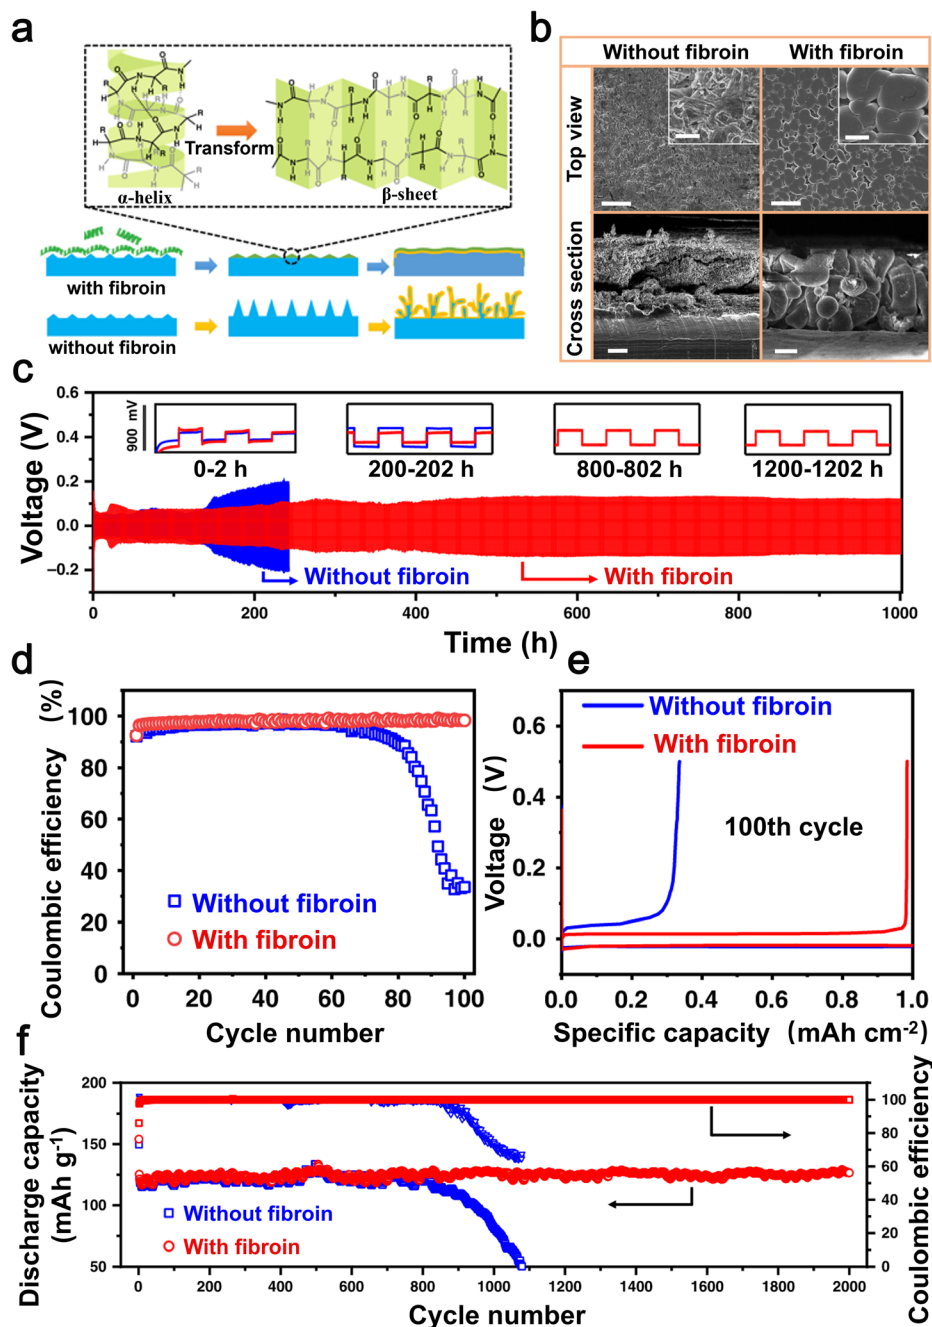 a
Transform
α-helix
β-sheet
with fibroin
without fibroin
b
Without fibroin
With fibroin
Top view
Cross section
c
Voltage (V)
0.6
0.4
0.2
0.0
−0.2
900 mV
0-2 h
200-202 h
800-802 h
1200-1202 h
Without fibroin
With fibroin
0
200
400
600
800
1000
Time (h)
d
Coulombic efficiency (%)
100
80
60
40
20
0
Without fibroin
With fibroin
0
20
40
60
80
100
Cycle number
e
Voltage (V)
0.6
0.4
0.2
0.0
Without fibroin
With fibroin
100th cycle
0.0
0.2
0.4
0.6
0.8
1.0
Specific capacity (mAh cm-2)
f
Discharge capacity
(mAh g-1)
200
150
100
50
Without fibroin
With fibroin
0
200
400
600
800
1000
1200
1400
1600
1800
2000
Cycle number
100
80
60
40
20
0
Coulombic efficiency